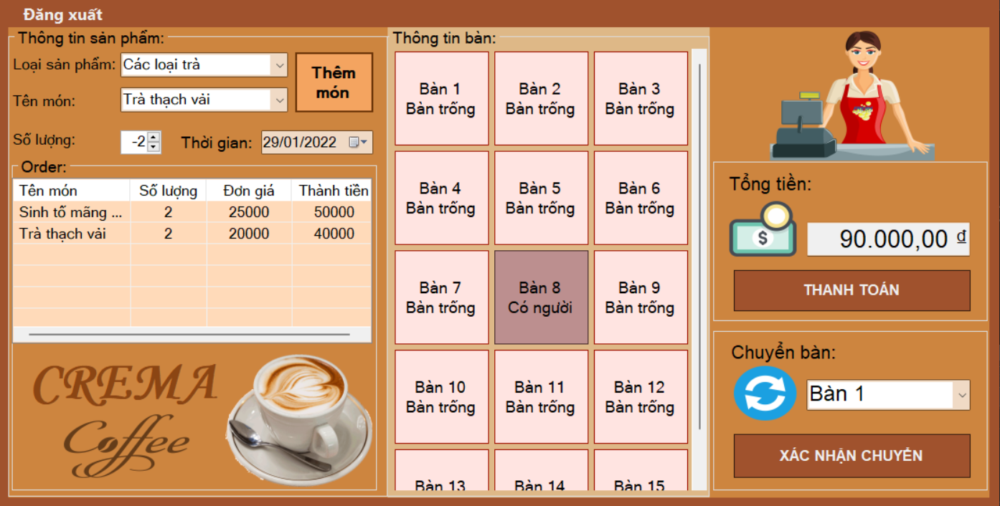 Đăng xuất
Thông tin sản phẩm:
Loại sản phẩm: Các loại trà
Thêm món
Tên món: Trà thạch vải
Số lượng: -2 Thời gian: 29/01/2022
Order:
Tên món Số lượng Đơn giá Thành tiền
Sinh tố mãng ... 2 25000 50000
Trà thạch vải 2 20000 40000
CREMA
Coffee
Thông tin bàn:
Bàn 1 Bàn 2 Bàn 3
Bàn trống Bàn trống Bàn trống
Bàn 4 Bàn 5 Bàn 6
Bàn trống Bàn trống Bàn trống
Bàn 7 Bàn 8 Bàn 9
Bàn trống Có người Bàn trống
Bàn 10 Bàn 11 Bàn 12
Bàn trống Bàn trống Bàn trống
Bàn 13 Bàn 14 Bàn 15
Tổng tiền:
$
90.000,00 ₫
THANH TOÁN
Chuyển bàn:
Bàn 1
XÁC NHẬN CHUYỂN